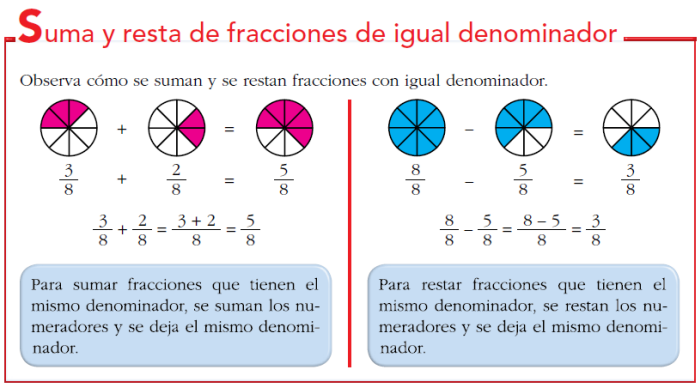 Suma y resta de fracciones de igual denominador
Observa cómo se suman y se restan fracciones con igual denominador.
+ =
3/8 + 2/8 = 5/8
3/8 + 2/8 = 3 + 2/8 = 5/8
Para sumar fracciones que tienen el
mismo denominador, se suman los nu-
meradores y se deja el mismo denomi-
nador.
– =
8/8 – 5/8 = 3/8
8/8 – 5/8 = 8 – 5/8 = 3/8
Para restar fracciones que tienen el
mismo denominador, se restan los nu-
meradores y se deja el mismo denomi-
nador.